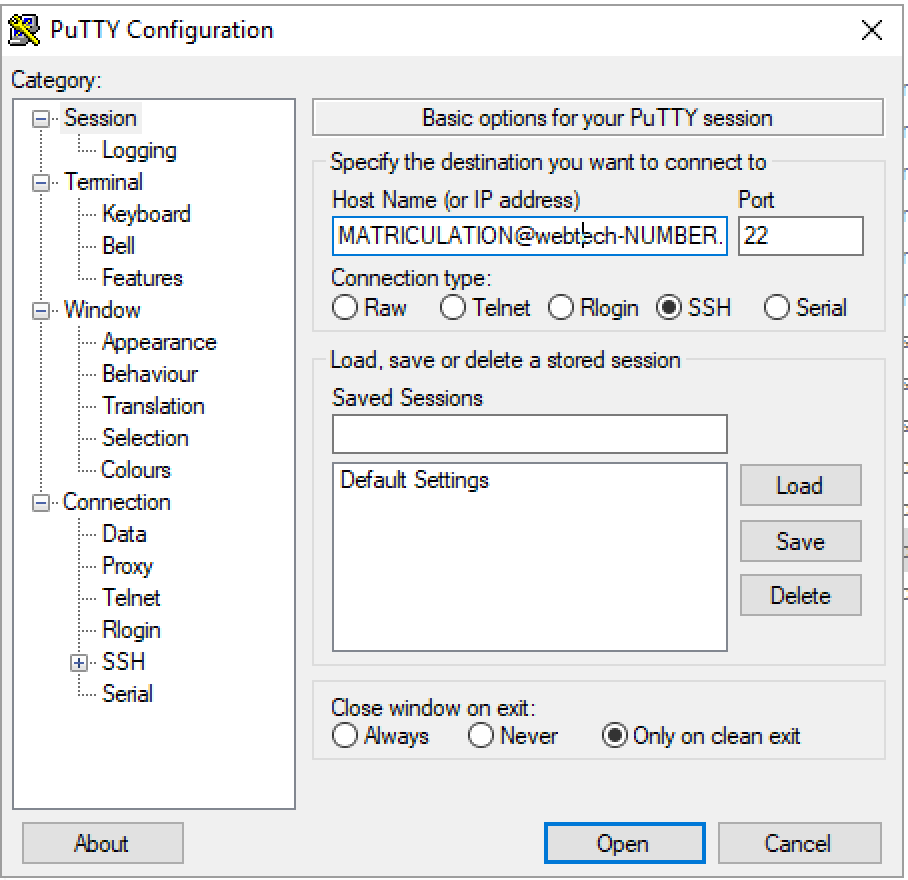 PuTTY Configuration
Category:
Session
Logging
Terminal
Keyboard
Bell
Features
Window
Appearance
Behaviour
Translation
Selection
Colours
Connection
Data
Proxy
Telnet
Rlogin
SSH
Serial
Basic options for your PuTTY session
Specify the destination you want to connect to
Host Name (or IP address) Port
MATRICULATION@webtech-NUMBER. 22
Connection type:
Raw Telnet Rlogin SSH Serial
Load, save or delete a stored session
Saved Sessions
Default Settings
Load
Save
Delete
Close window on exit:
Always Never Only on clean exit
About Open Cancel